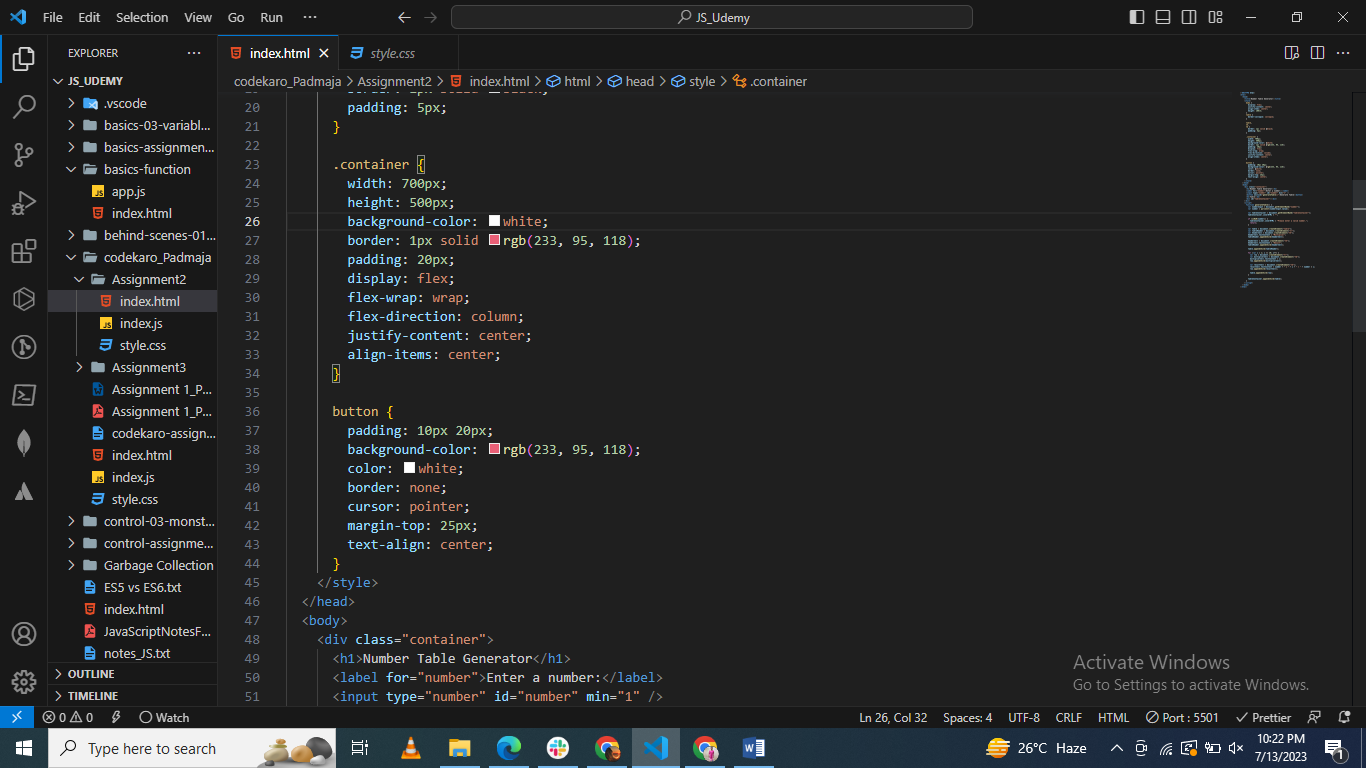 File Edit Selection View Go Run ···
JS_Udemy
EXPLORER ···
JS_UDEMY
.vscode
basics-03-variabl...
basics-assignmen...
basics-function
app.js
index.html
behind-scenes-01...
codekaro_Padmaja
Assignment2
index.html
index.js
style.css
Assignment3
Assignment 1_P...
Assignment 1_P...
codekaro-assign...
index.html
index.js
style.css
control-03-monst...
control-assignme...
Garbage Collection
ES5 vs ES6.txt
index.html
JavaScriptNotesF...
notes_JS.txt
OUTLINE
TIMELINE
index.html
style.css
codekaro_Padmaja > Assignment2 > index.html > html > head > style > .container
20 padding: 5px;
21 }
22
23 .container {
24 width: 700px;
25 height: 500px;
26 background-color: white;
27 border: 1px solid rgb(233, 95, 118);
28 padding: 20px;
29 display: flex;
30 flex-wrap: wrap;
31 flex-direction: column;
32 justify-content: center;
33 align-items: center;
34 }
35
36 button {
37 padding: 10px 20px;
38 background-color: rgb(233, 95, 118);
39 color: white;
40 border: none;
41 cursor: pointer;
42 margin-top: 25px;
43 text-align: center;
44 }
45 </style>
46 </head>
47 <body>
48 <div class="container">
49 <h1>Number Table Generator</h1>
50 <label for="number">Enter a number:</label>
51 <input type="number" id="number" min="1" />
Activate Windows
Go to Settings to activate Windows.
0 0 Watch Ln 26, Col 32 Spaces: 4 UTF-8 CRLF HTML Port : 5501 Prettier
Type here to search
26°C Haze
10:22 PM
7/13/2023
1